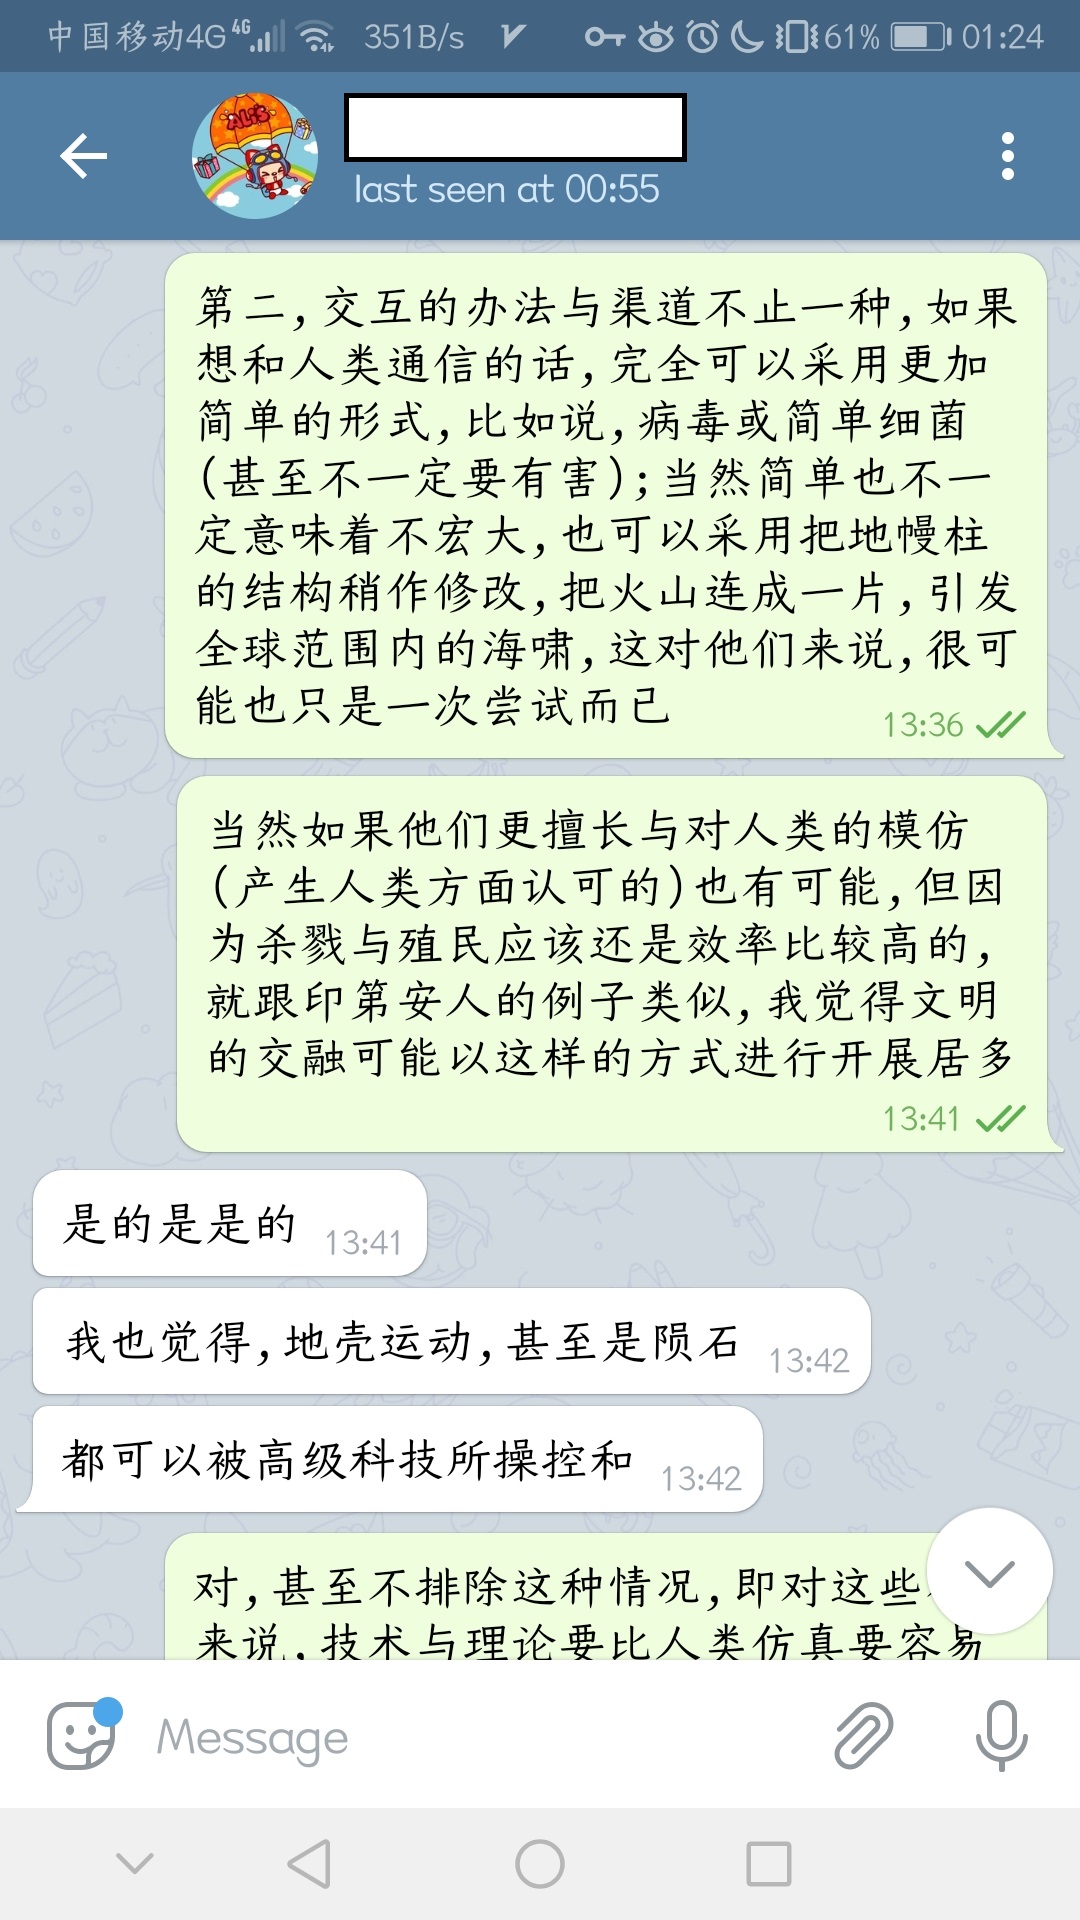 中国移动4G 4G 351B/s 61% 01:24
ALi's
last seen at 00:55
第二,交互的办法与渠道不止一种,如果
想和人类通信的话,完全可以采用更加
简单的形式,比如说,病毒或简单细菌
(甚至不一定要有害);当然简单也不一
定意味着不宏大,也可以采用把地幔柱
的结构稍作修改,把火山连成一片,引发
全球范围内的海啸,这对他们来说,很可
能也只是一次尝试而已
13:36
当然如果他们更擅长与对人类的模仿
(产生人类方面认可的)也有可能,但因
为杀戮与殖民应该还是效率比较高的,
就跟印第安人的例子类似,我觉得文明
的交融可能以这样的方式进行开展居多
13:41
是的是是的 13:41
我也觉得,地壳运动,甚至是陨石 13:42
都可以被高级科技所操控和 13:42
对,甚至不排除这种情况,即对这些
来说,技术与理论要比人类仿真要容易
Message